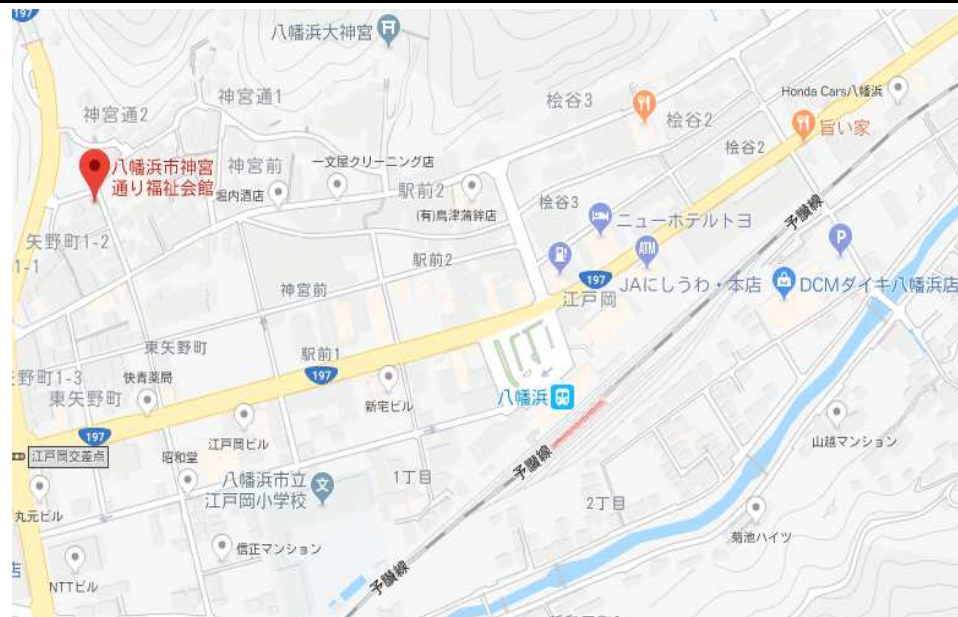 197
八幡浜大神宮
神宮通2
神宮通1
桧谷3
Honda Cars八幡浜
桧谷2
旨い家
桧谷2
八幡浜市神宮
通り福祉会館
神宮前
一文屋クリーニング店
堀内酒店
駅前2
(有)鳥津蒲鉾店
桧谷3
ニューホテルトヨ
予讃線
矢野町1-2
1-1
駅前2
ATM
P
197
JAにしうわ・本店
DCMダイキ八幡浜店
神宮前
江戸岡
東矢野町
駅前1
197
野町1-3
快青薬局
東矢野町
新宅ビル
八幡浜
197
江戸岡交差点
昭和堂
江戸岡ビル
山越マンション
予讃線
八幡浜市立
江戸岡小学校
文
1丁目
2丁目
丸元ビル
菊池ハイツ
信正マンション
NTTビル
店
予讃線